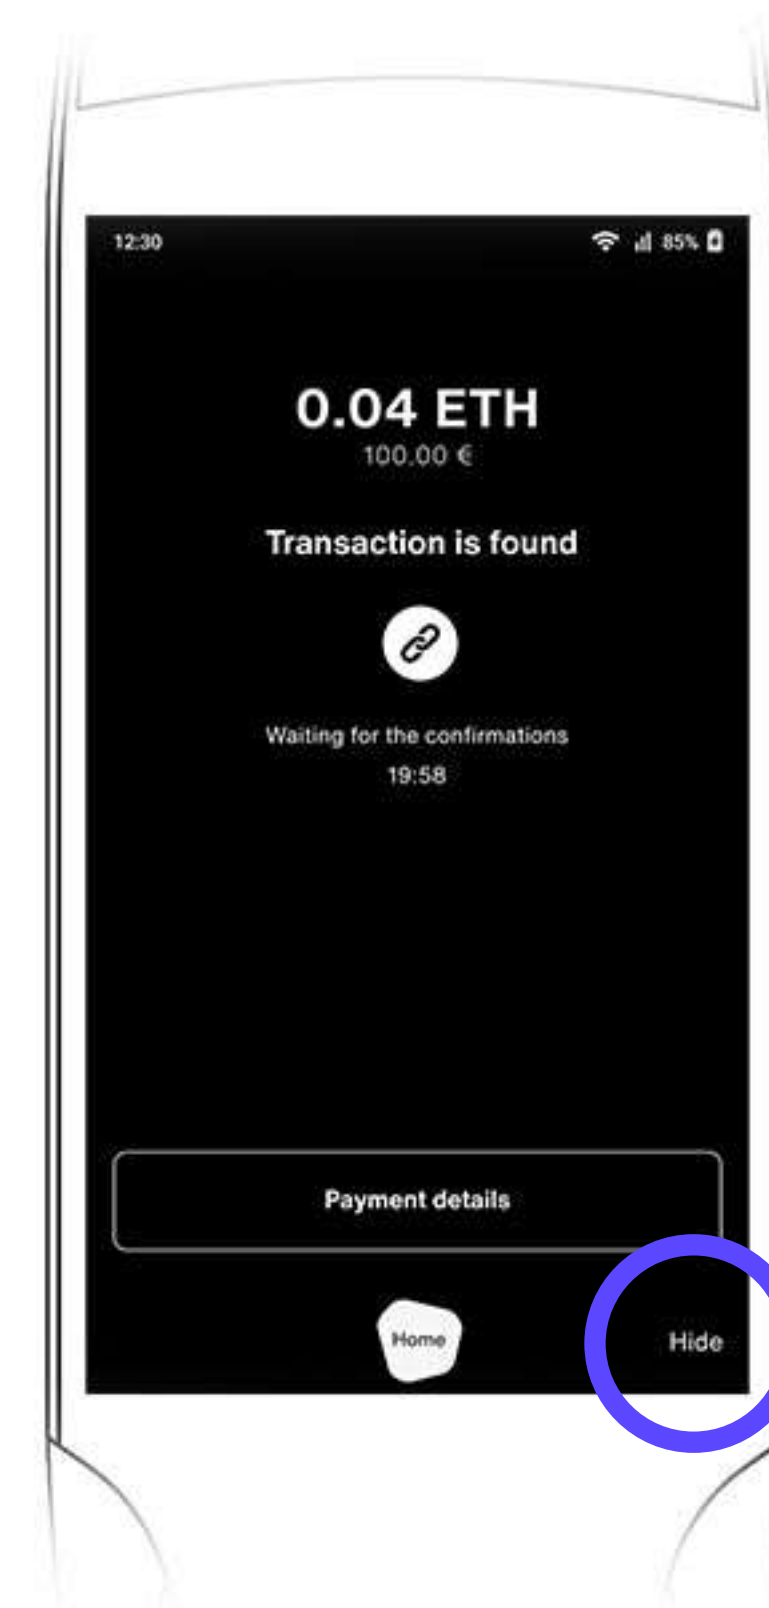 12:30 85%
0.04 ETH
100.00 €
Transaction is found
Waiting for the confirmations
19:58
Payment details
Home
Hide